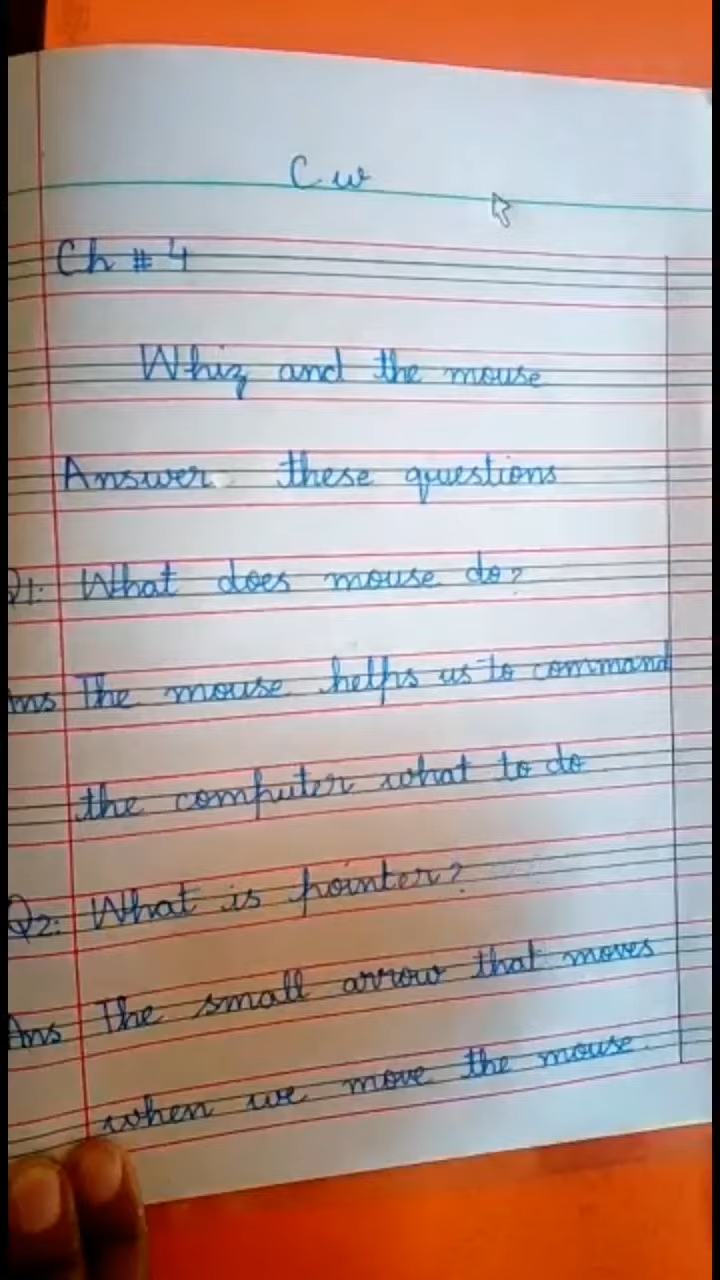 Cw
Ch # 4
Whiz and the mouse
Answer these questions
Q1: What does mouse do?
Ans The mouse helps us to command
the computer what to do
Q2: What is pointer?
Ans The small arrow that moves
when we move the mouse.